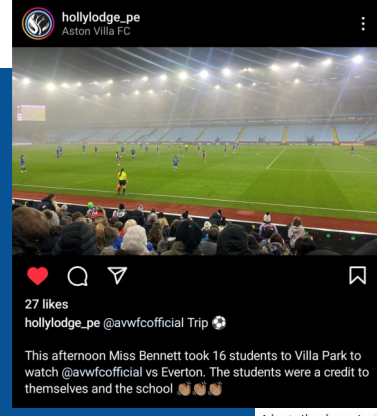 hollylodge_pe
Aston Villa FC
27 likes
hollylodge_pe @avwfcofficial Trip ⚽
This afternoon Miss Bennett took 16 students to Villa Park to
watch @avwfcofficial vs Everton. The students were a credit to
themselves and the school 👏🏽👏🏽👏🏽